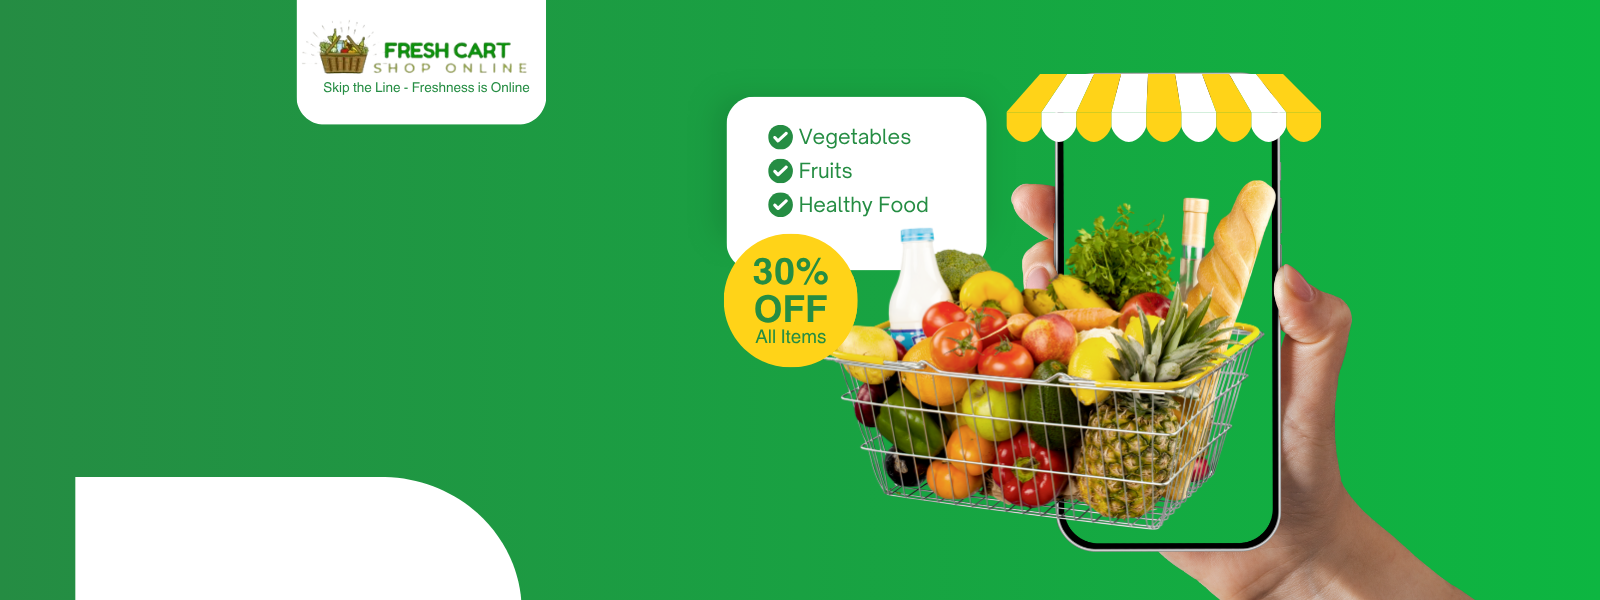 FRESH CART
SHOP ONLINE
Skip the Line - Freshness is Online
Vegetables
Fruits
Healthy Food
30%
OFF
All Items